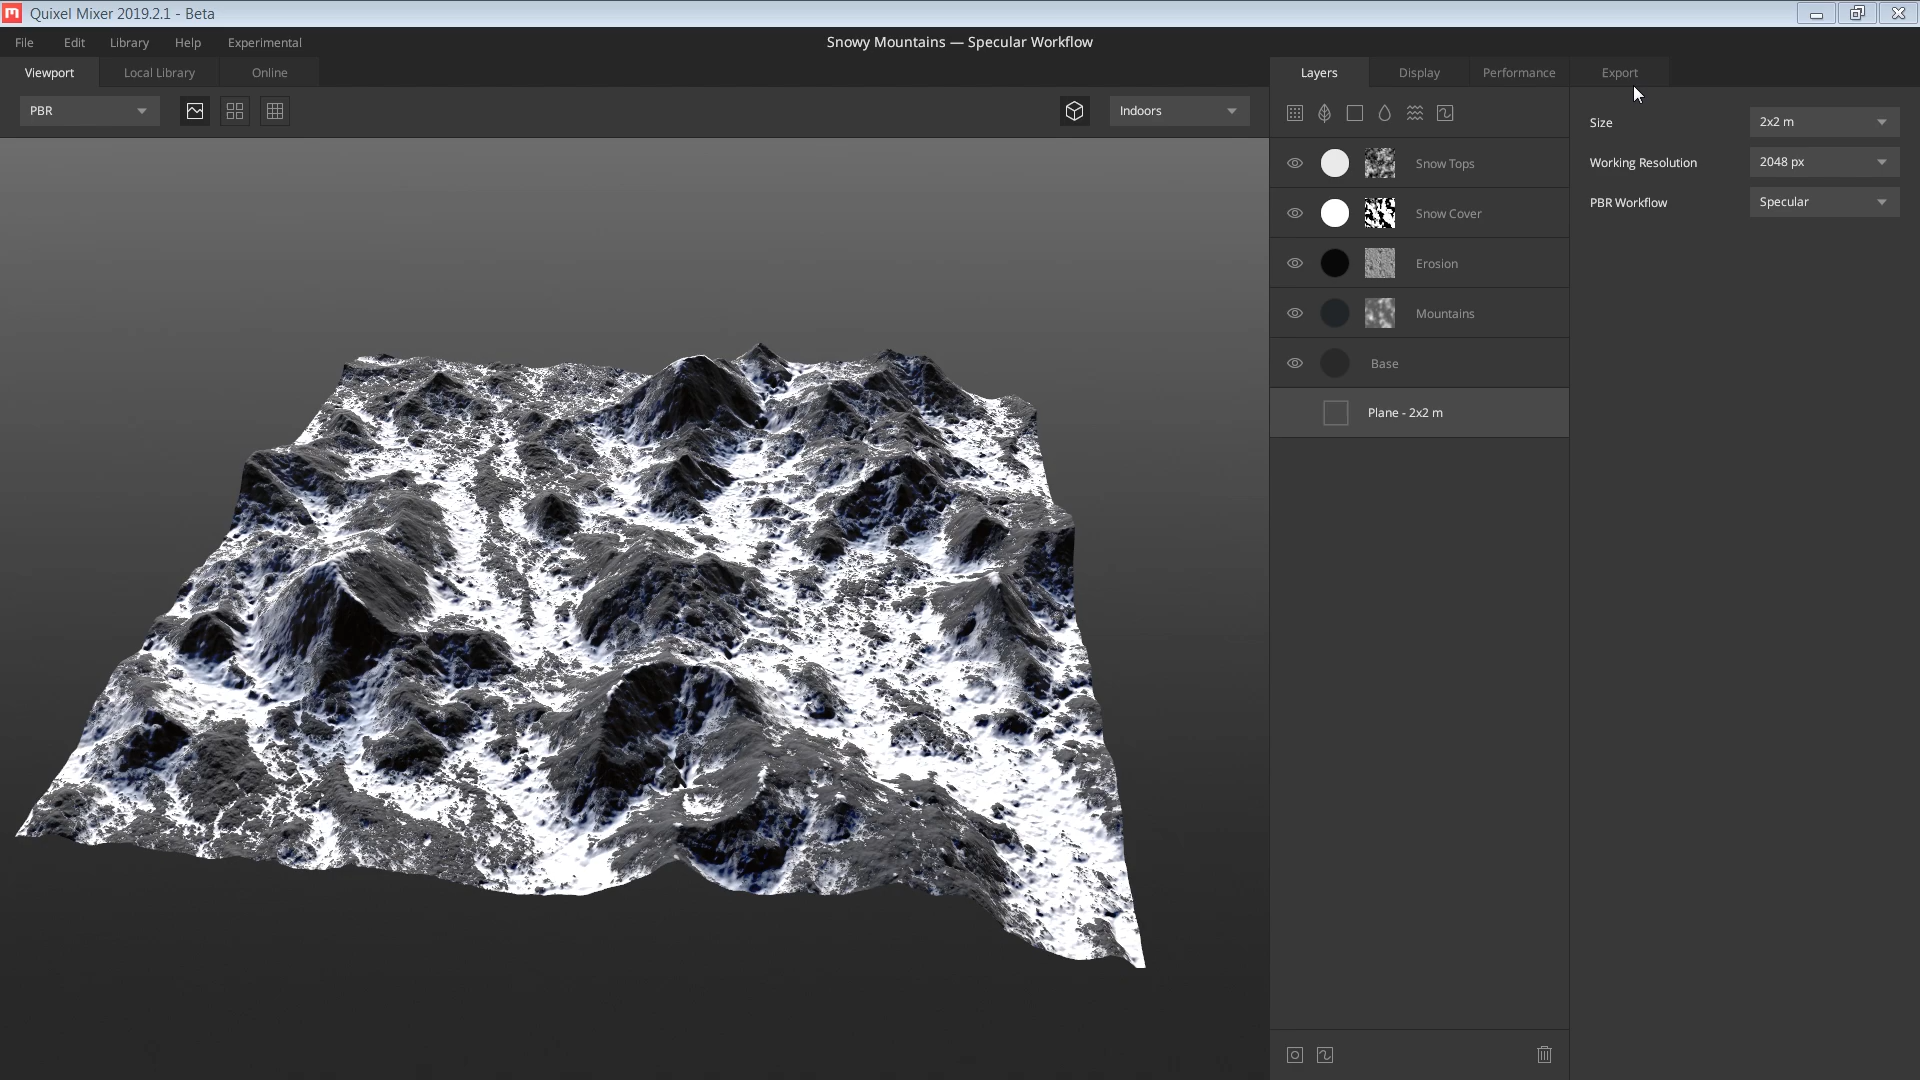 Quixel Mixer 2019.2.1 - Beta
File Edit Library Help Experimental
Snowy Mountains — Specular Workflow
Viewport Local Library Online
Layers Display Performance Export
PBR
Indoors
Size 2x2 m
Working Resolution 2048 px
PBR Workflow Specular
Snow Tops
Snow Cover
Erosion
Mountains
Base
Plane - 2x2 m